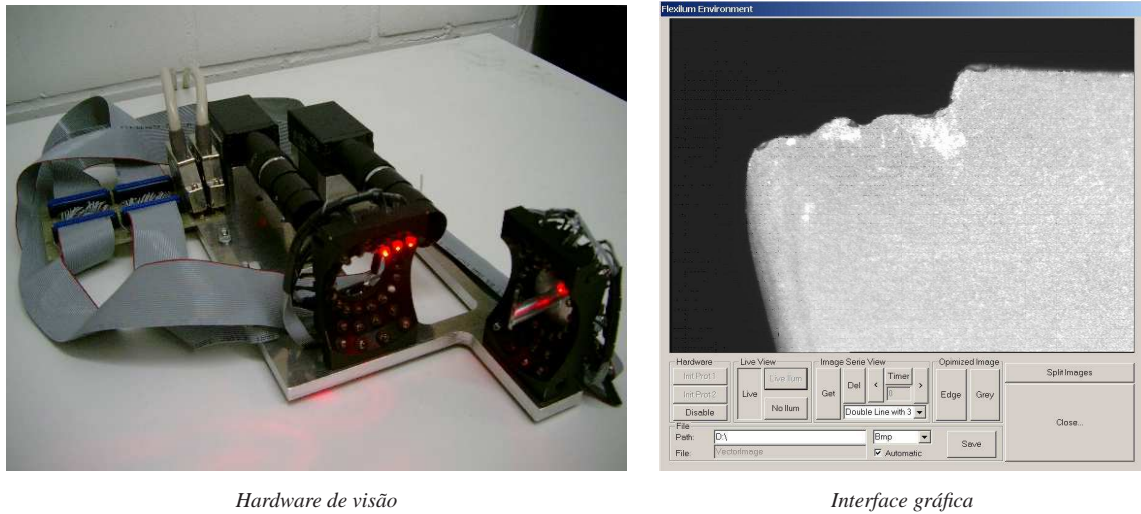 Flexilum Environment
Hardware
Live View
Image Serie View
Opimized Image
Init Prot 1
Init Prot 2
Disable
Live
Live Ilum
No Ilum
Get
Del
<
Timer
0
>
Double Line with 3
Edge
Grey
Split Images
Close...
File
Path:
D:\
Bmp
File:
VectorImage
Automatic
Save
Hardware de visão
Interface gráfica